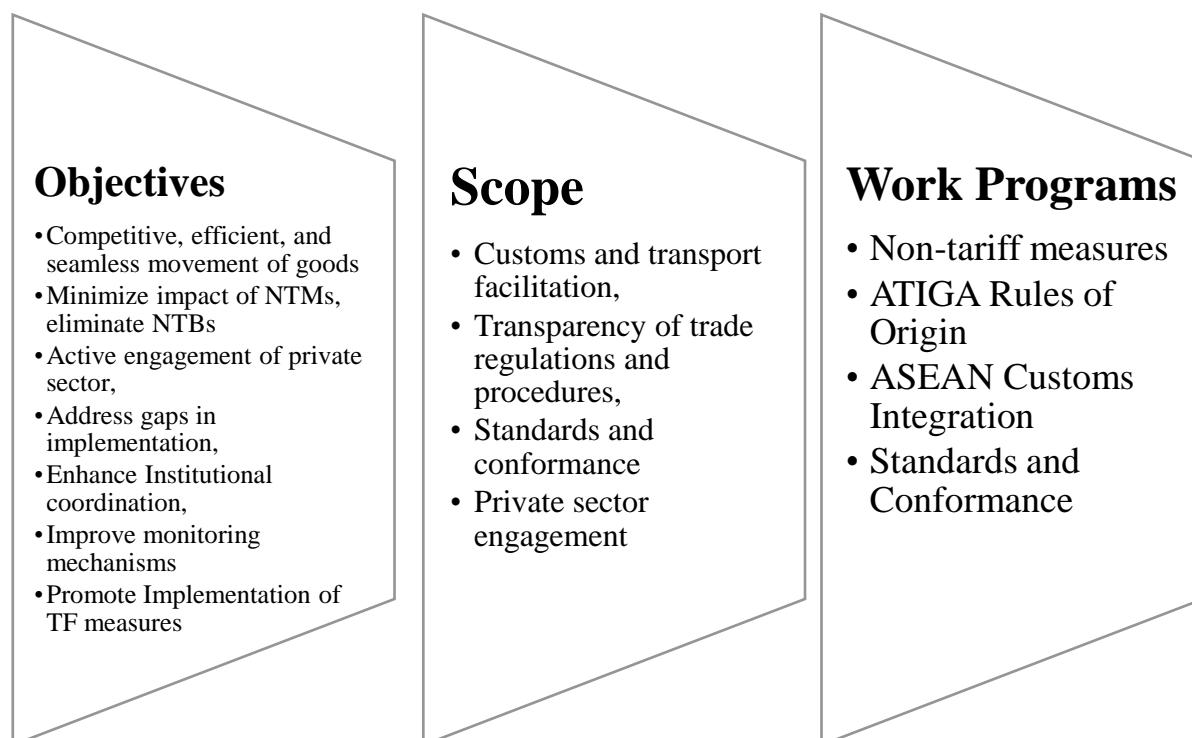 Objectives
•Competitive, efficient, and
seamless movement of goods
•Minimize impact of NTMs,
eliminate NTBs
•Active engagement of private
sector,
•Address gaps in
implementation,
•Enhance Institutional
coordination,
•Improve monitoring
mechanisms
•Promote Implementation of
TF measures
Scope
• Customs and transport
facilitation,
• Transparency of trade
regulations and
procedures,
• Standards and
conformance
• Private sector
engagement
Work Programs
• Non-tariff measures
• ATIGA Rules of
Origin
• ASEAN Customs
Integration
• Standards and
Conformance